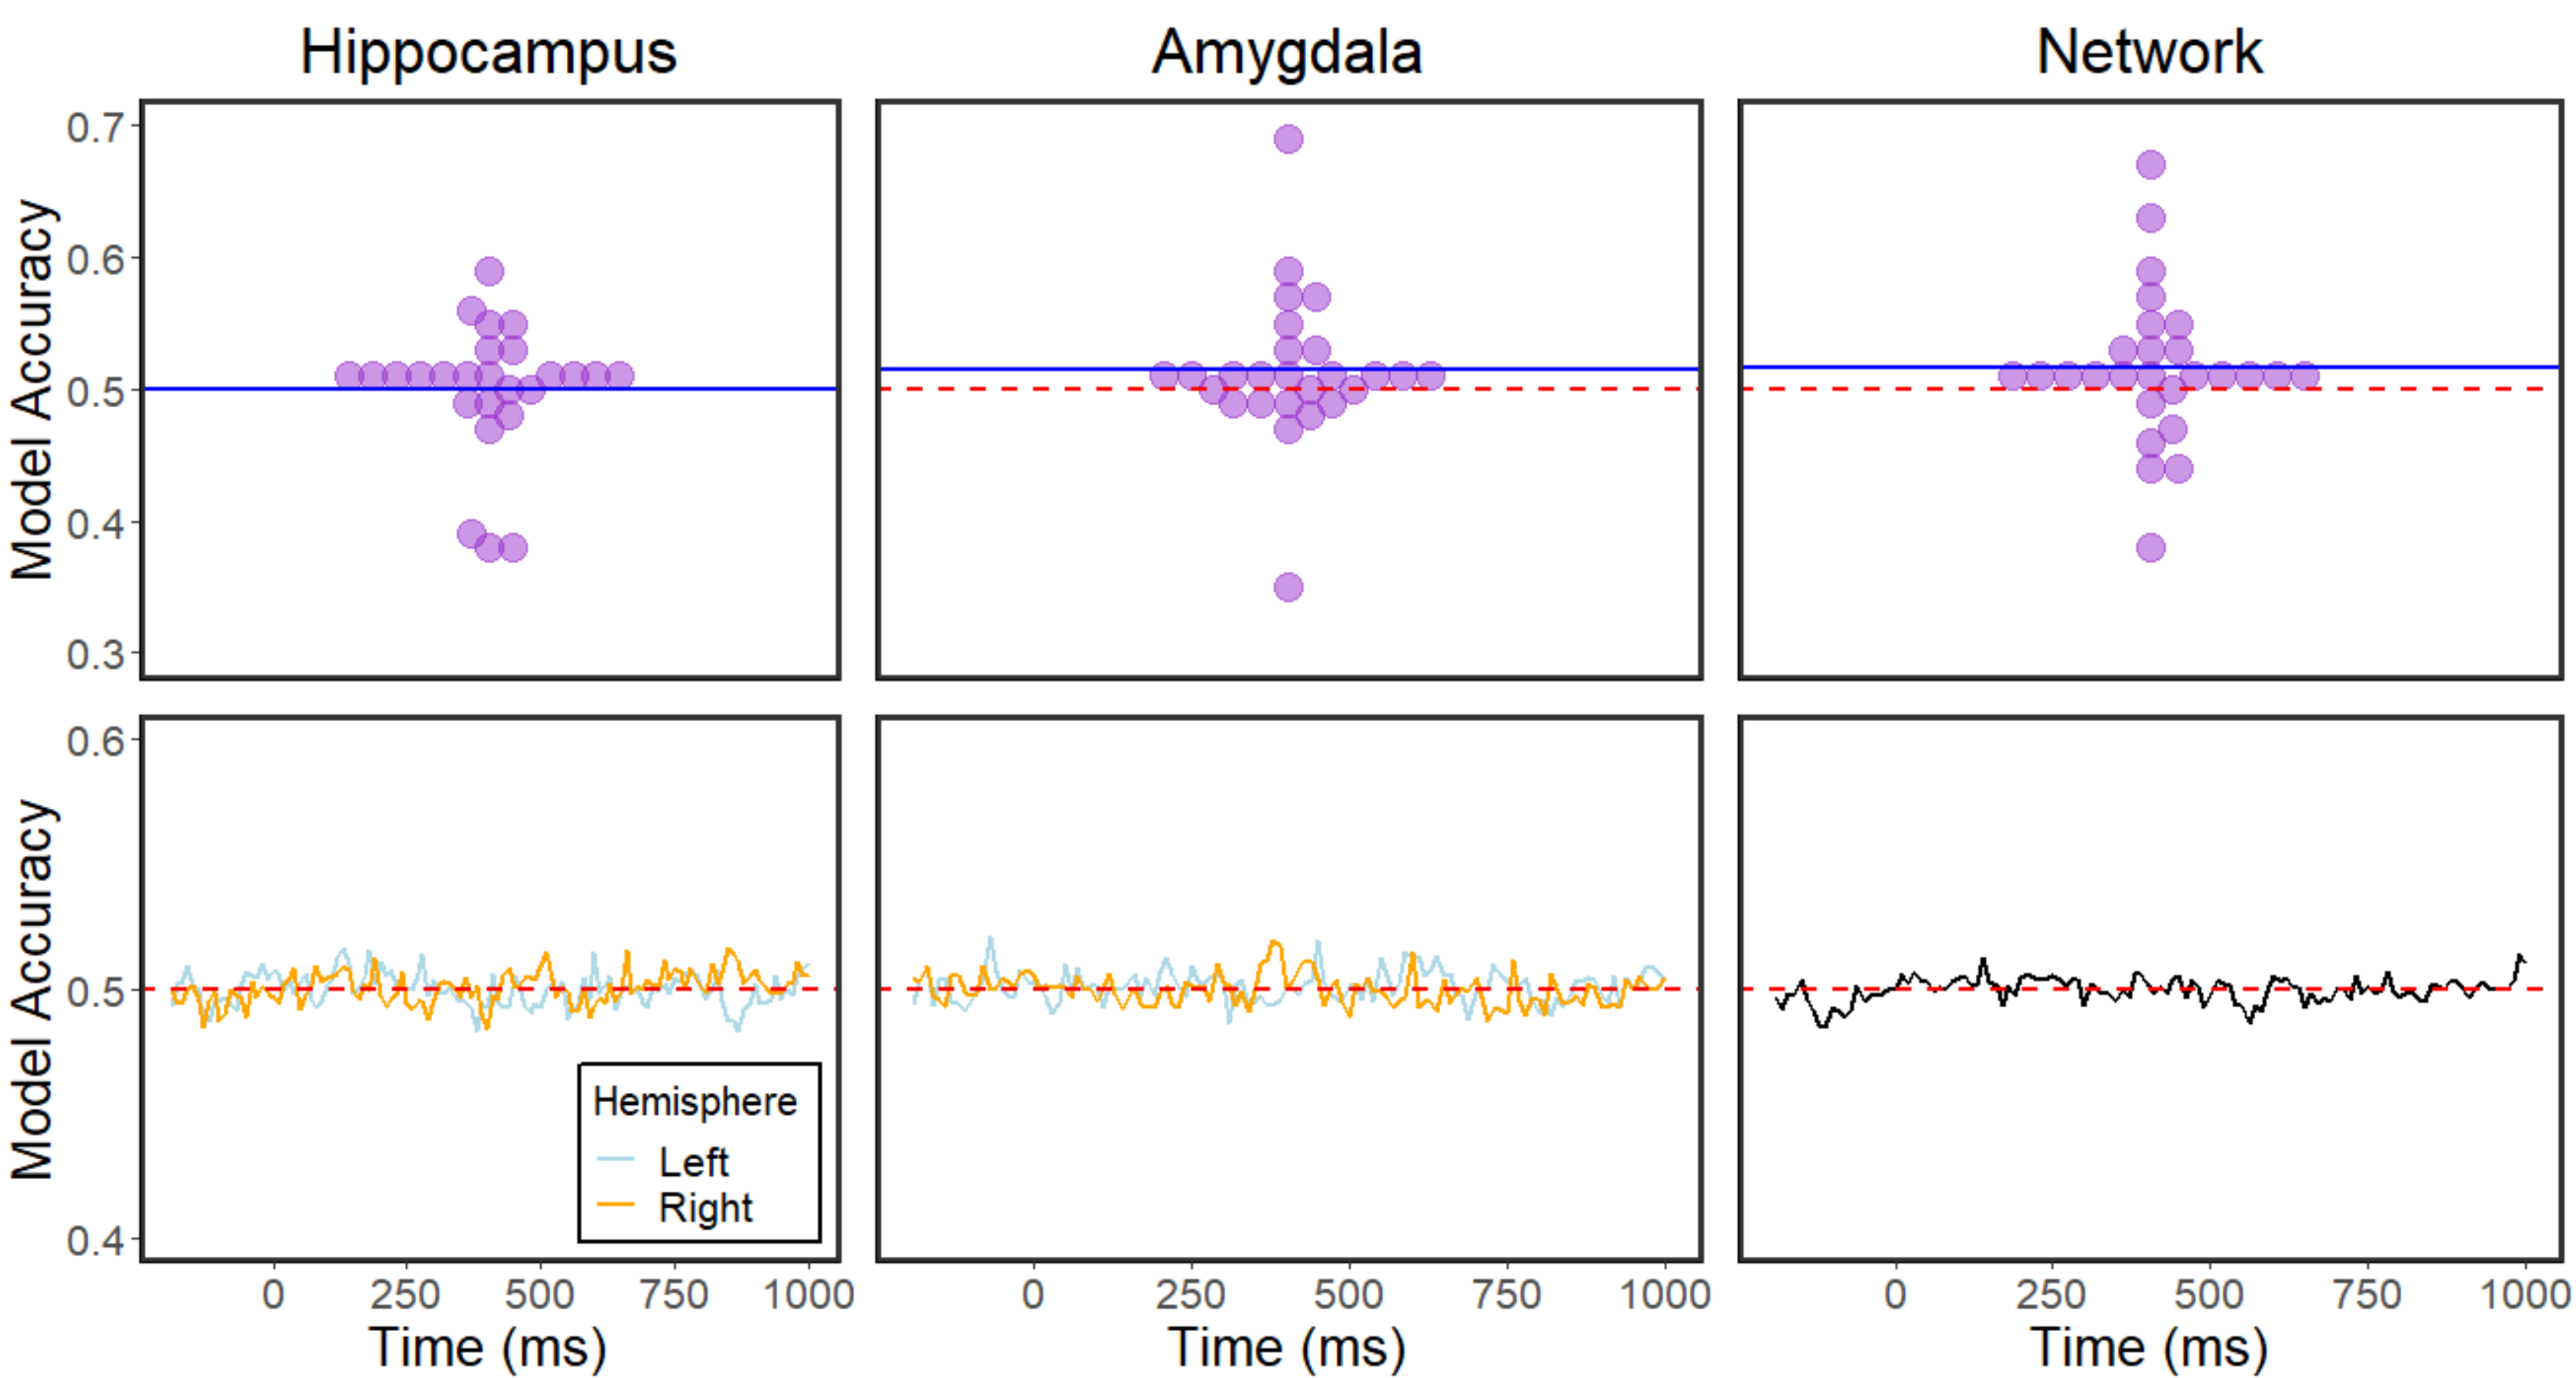 Hippocampus
Amygdala
Network
Model Accuracy
0.7
0.6
0.5
0.4
0.3
Model Accuracy
0.6
0.5
0.4
Hemisphere
Left
Right
0 250 500 750 1000
0 250 500 750 1000
0 250 500 750 1000
Time (ms)
Time (ms)
Time (ms)